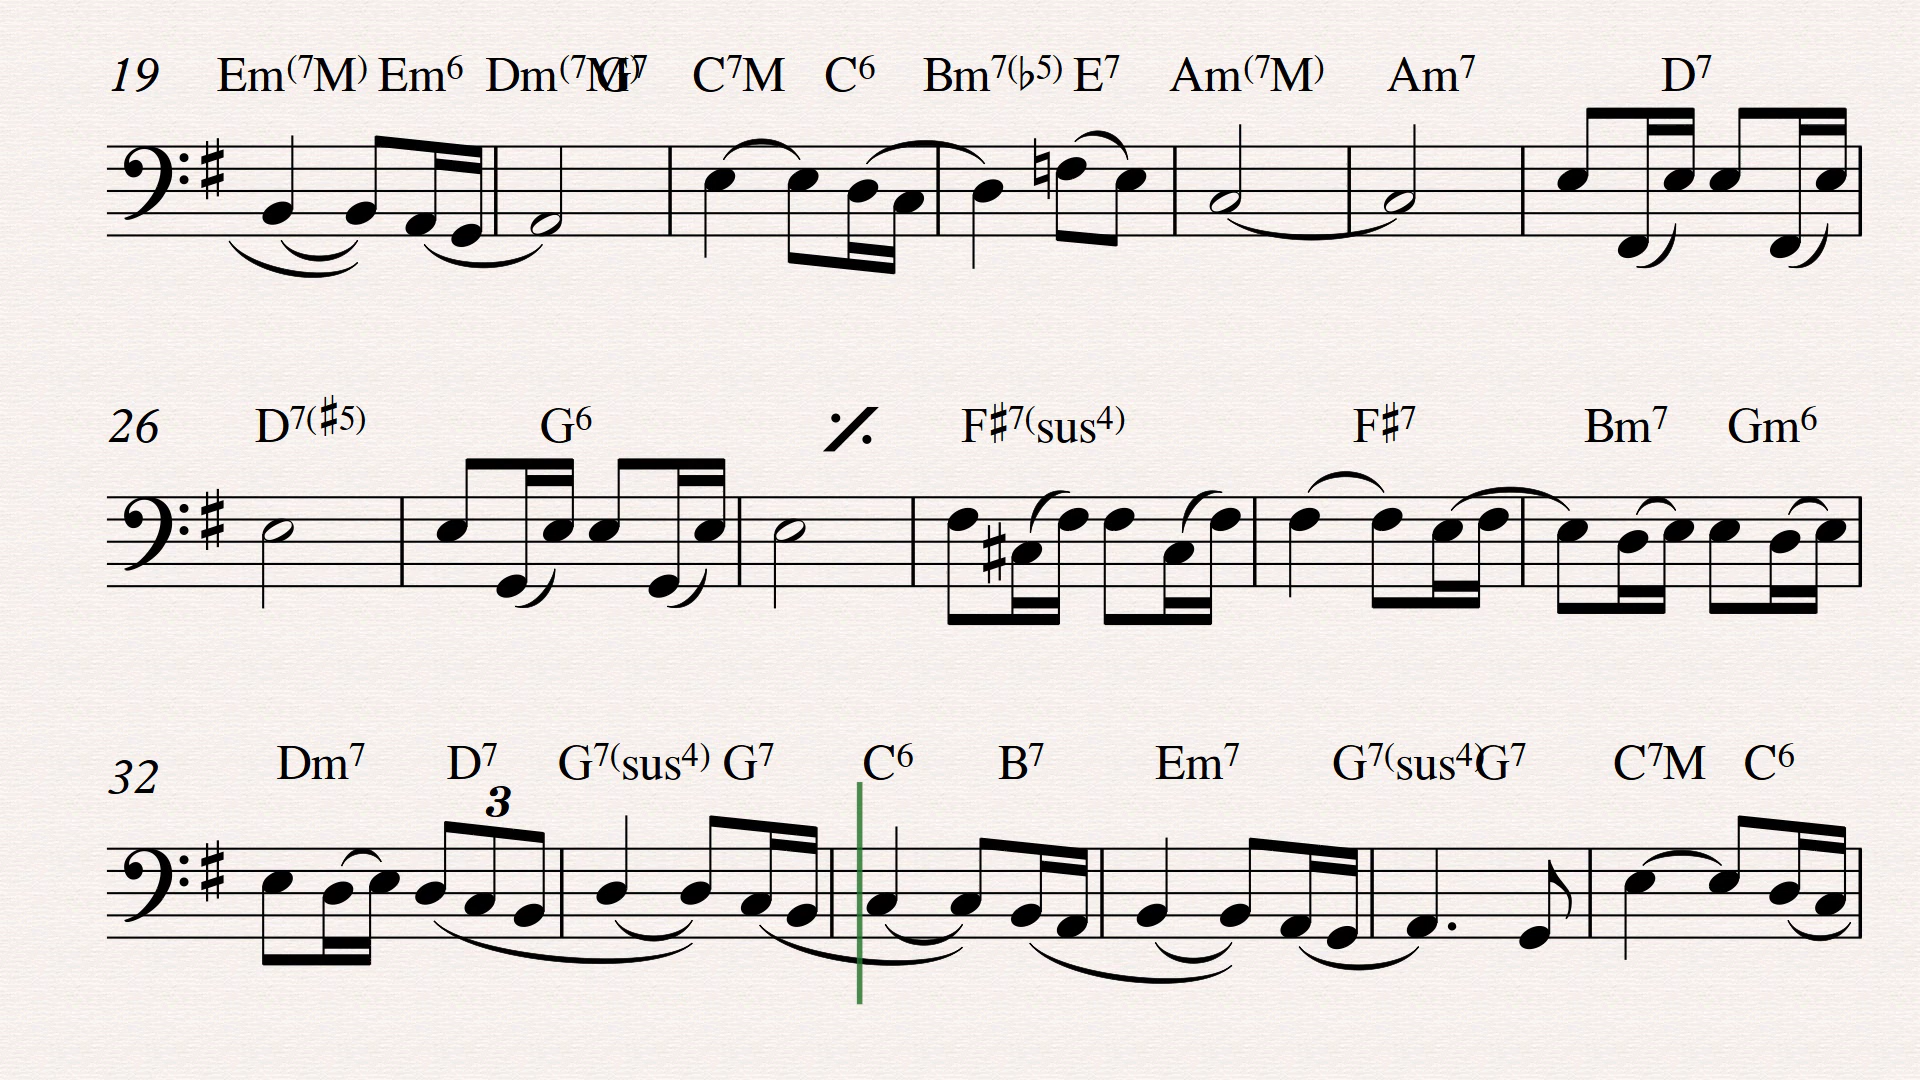 19 Em(7M) Em6 Dm(7M) G7 C7M C6 Bm7(♭5) E7 Am(7M) Am7 D7
26 D7(♯5) G6 F♯7(sus4) F♯7 Bm7 Gm6
32 Dm7 D7 G7(sus4) G7 C6 B7 Em7 G7(sus4) G7 C7M C6
3